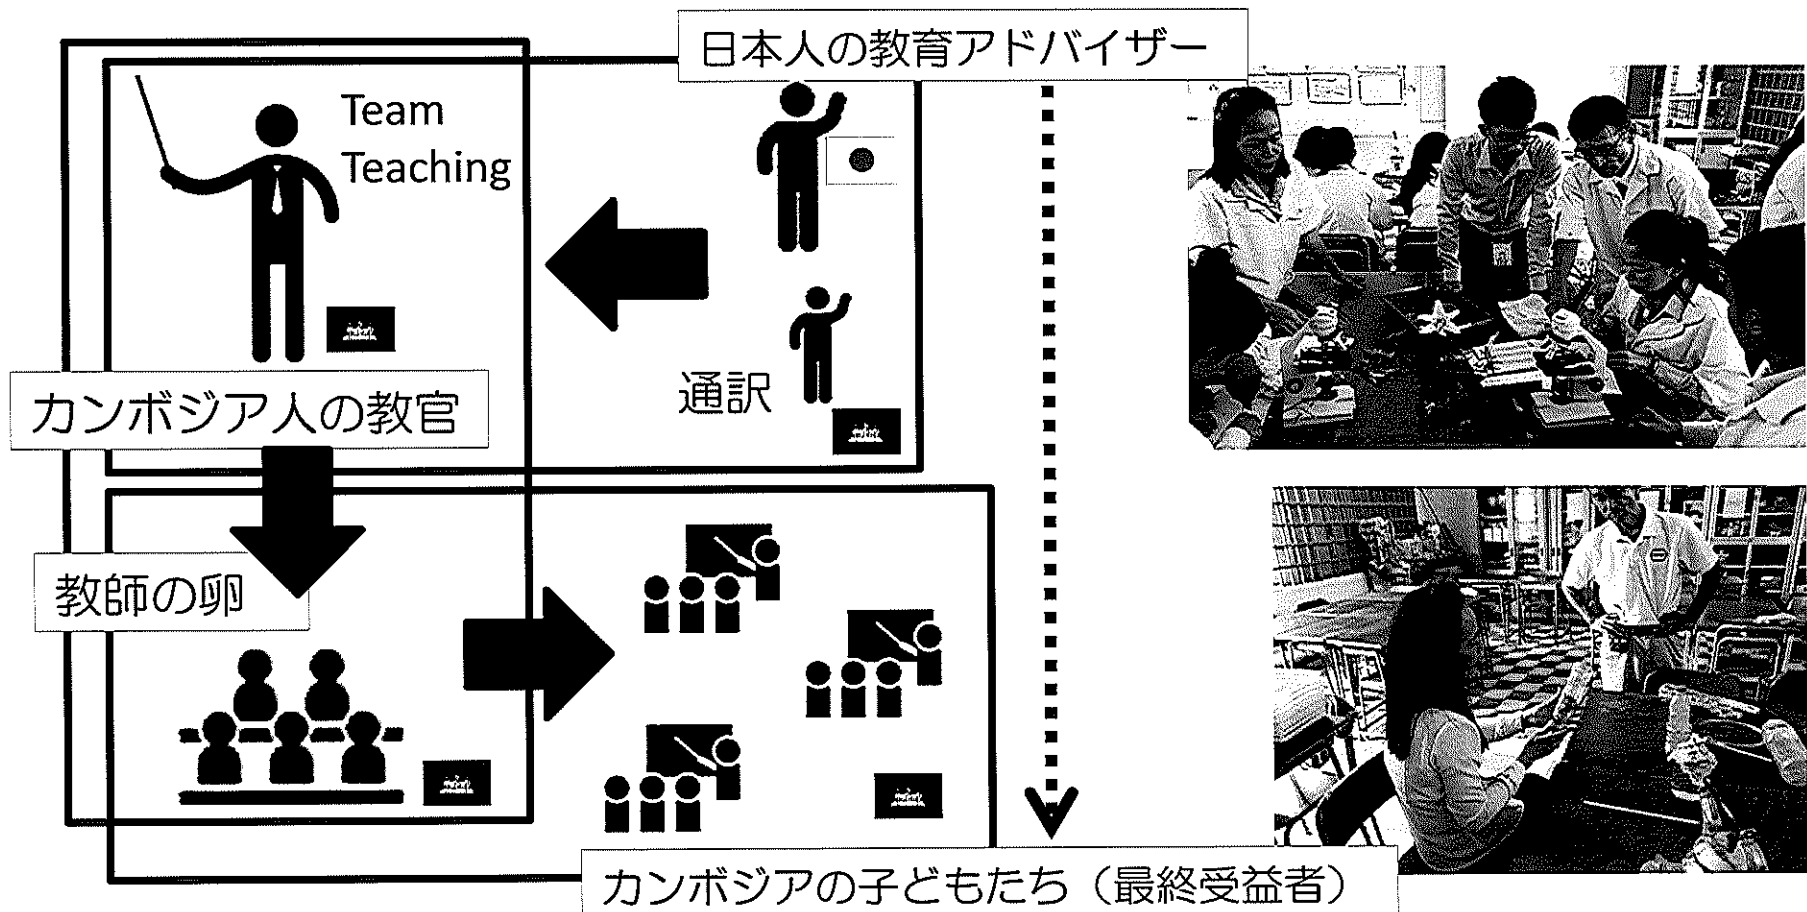 日本人の教育アドバイザー
Team
Teaching
通訳
カンボジア人の教官
教師の卵
カンボジアの子どもたち（最終受益者）